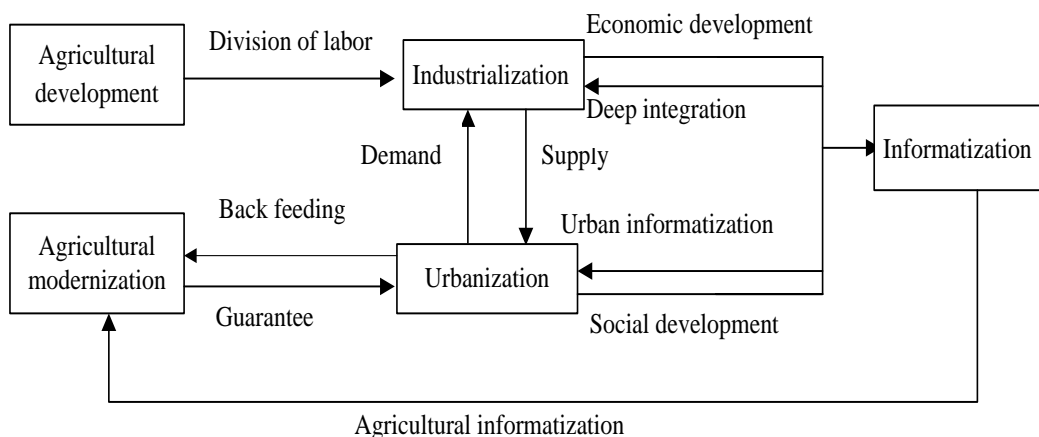 Economic development
Division of labor
Agricultural
development
Industrialization
Deep integration
Informatization
Demand
Supply
Back feeding
Urban informatization
Agricultural
modernization
Urbanization
Guarantee
Social development
Agricultural informatization